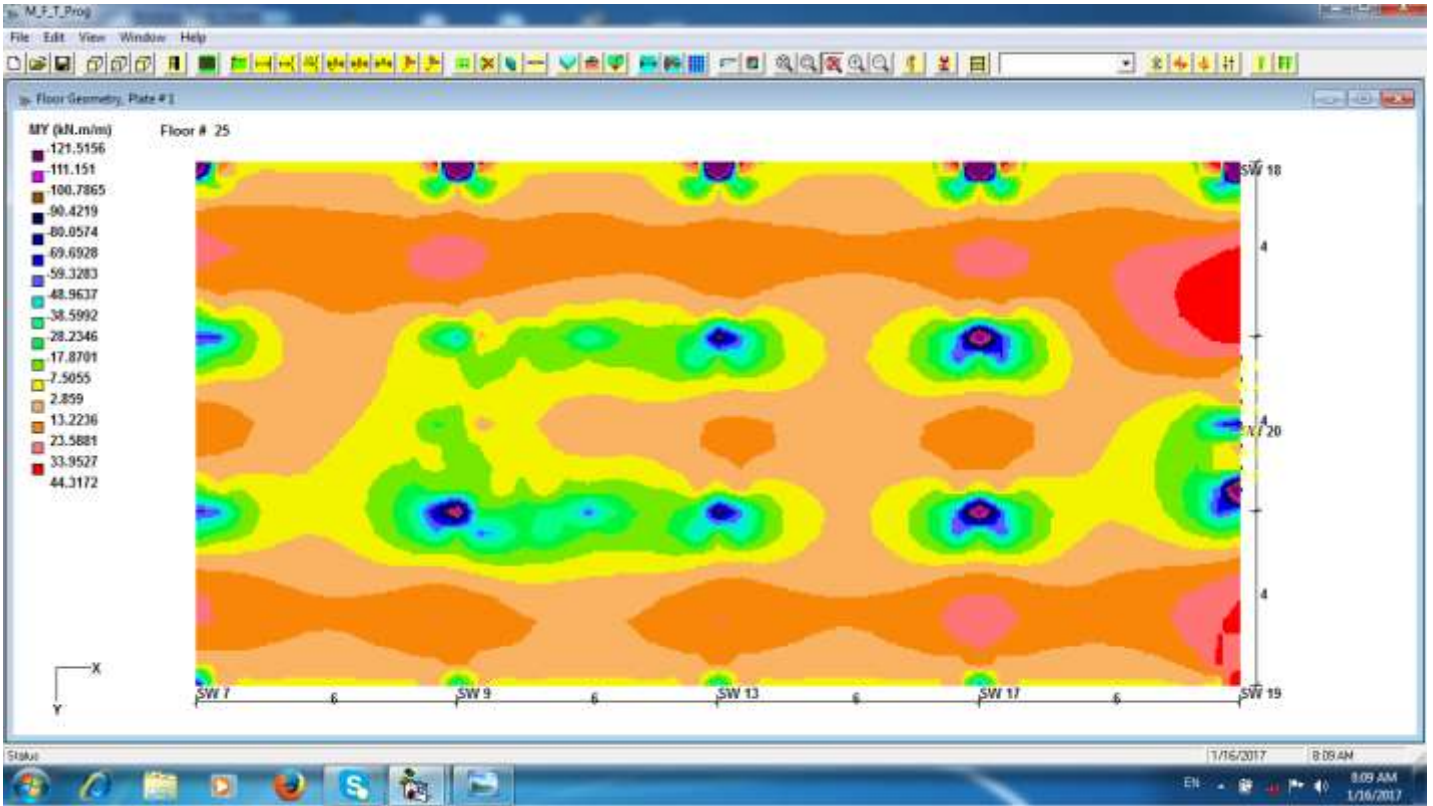 M_F_T_Prog
File Edit View Window Help
Floor Geometry, Plate #1
MY (kN.m/m) Floor # 25
-121.5156
-111.151
-100.7865
-90.4219
-80.0574
-69.6928
-59.3283
-48.9637
-38.5992
-28.2346
-17.8701
-7.5055
2.859
13.2236
23.5881
33.9527
44.3172
SW 18
4
4
20
4
X
Y
SW 7 6 SW 9 6 SW 13 6 SW 17 6 SW 19
Status 1/16/2017 8:09 AM
EN 8:09 AM
1/16/2017